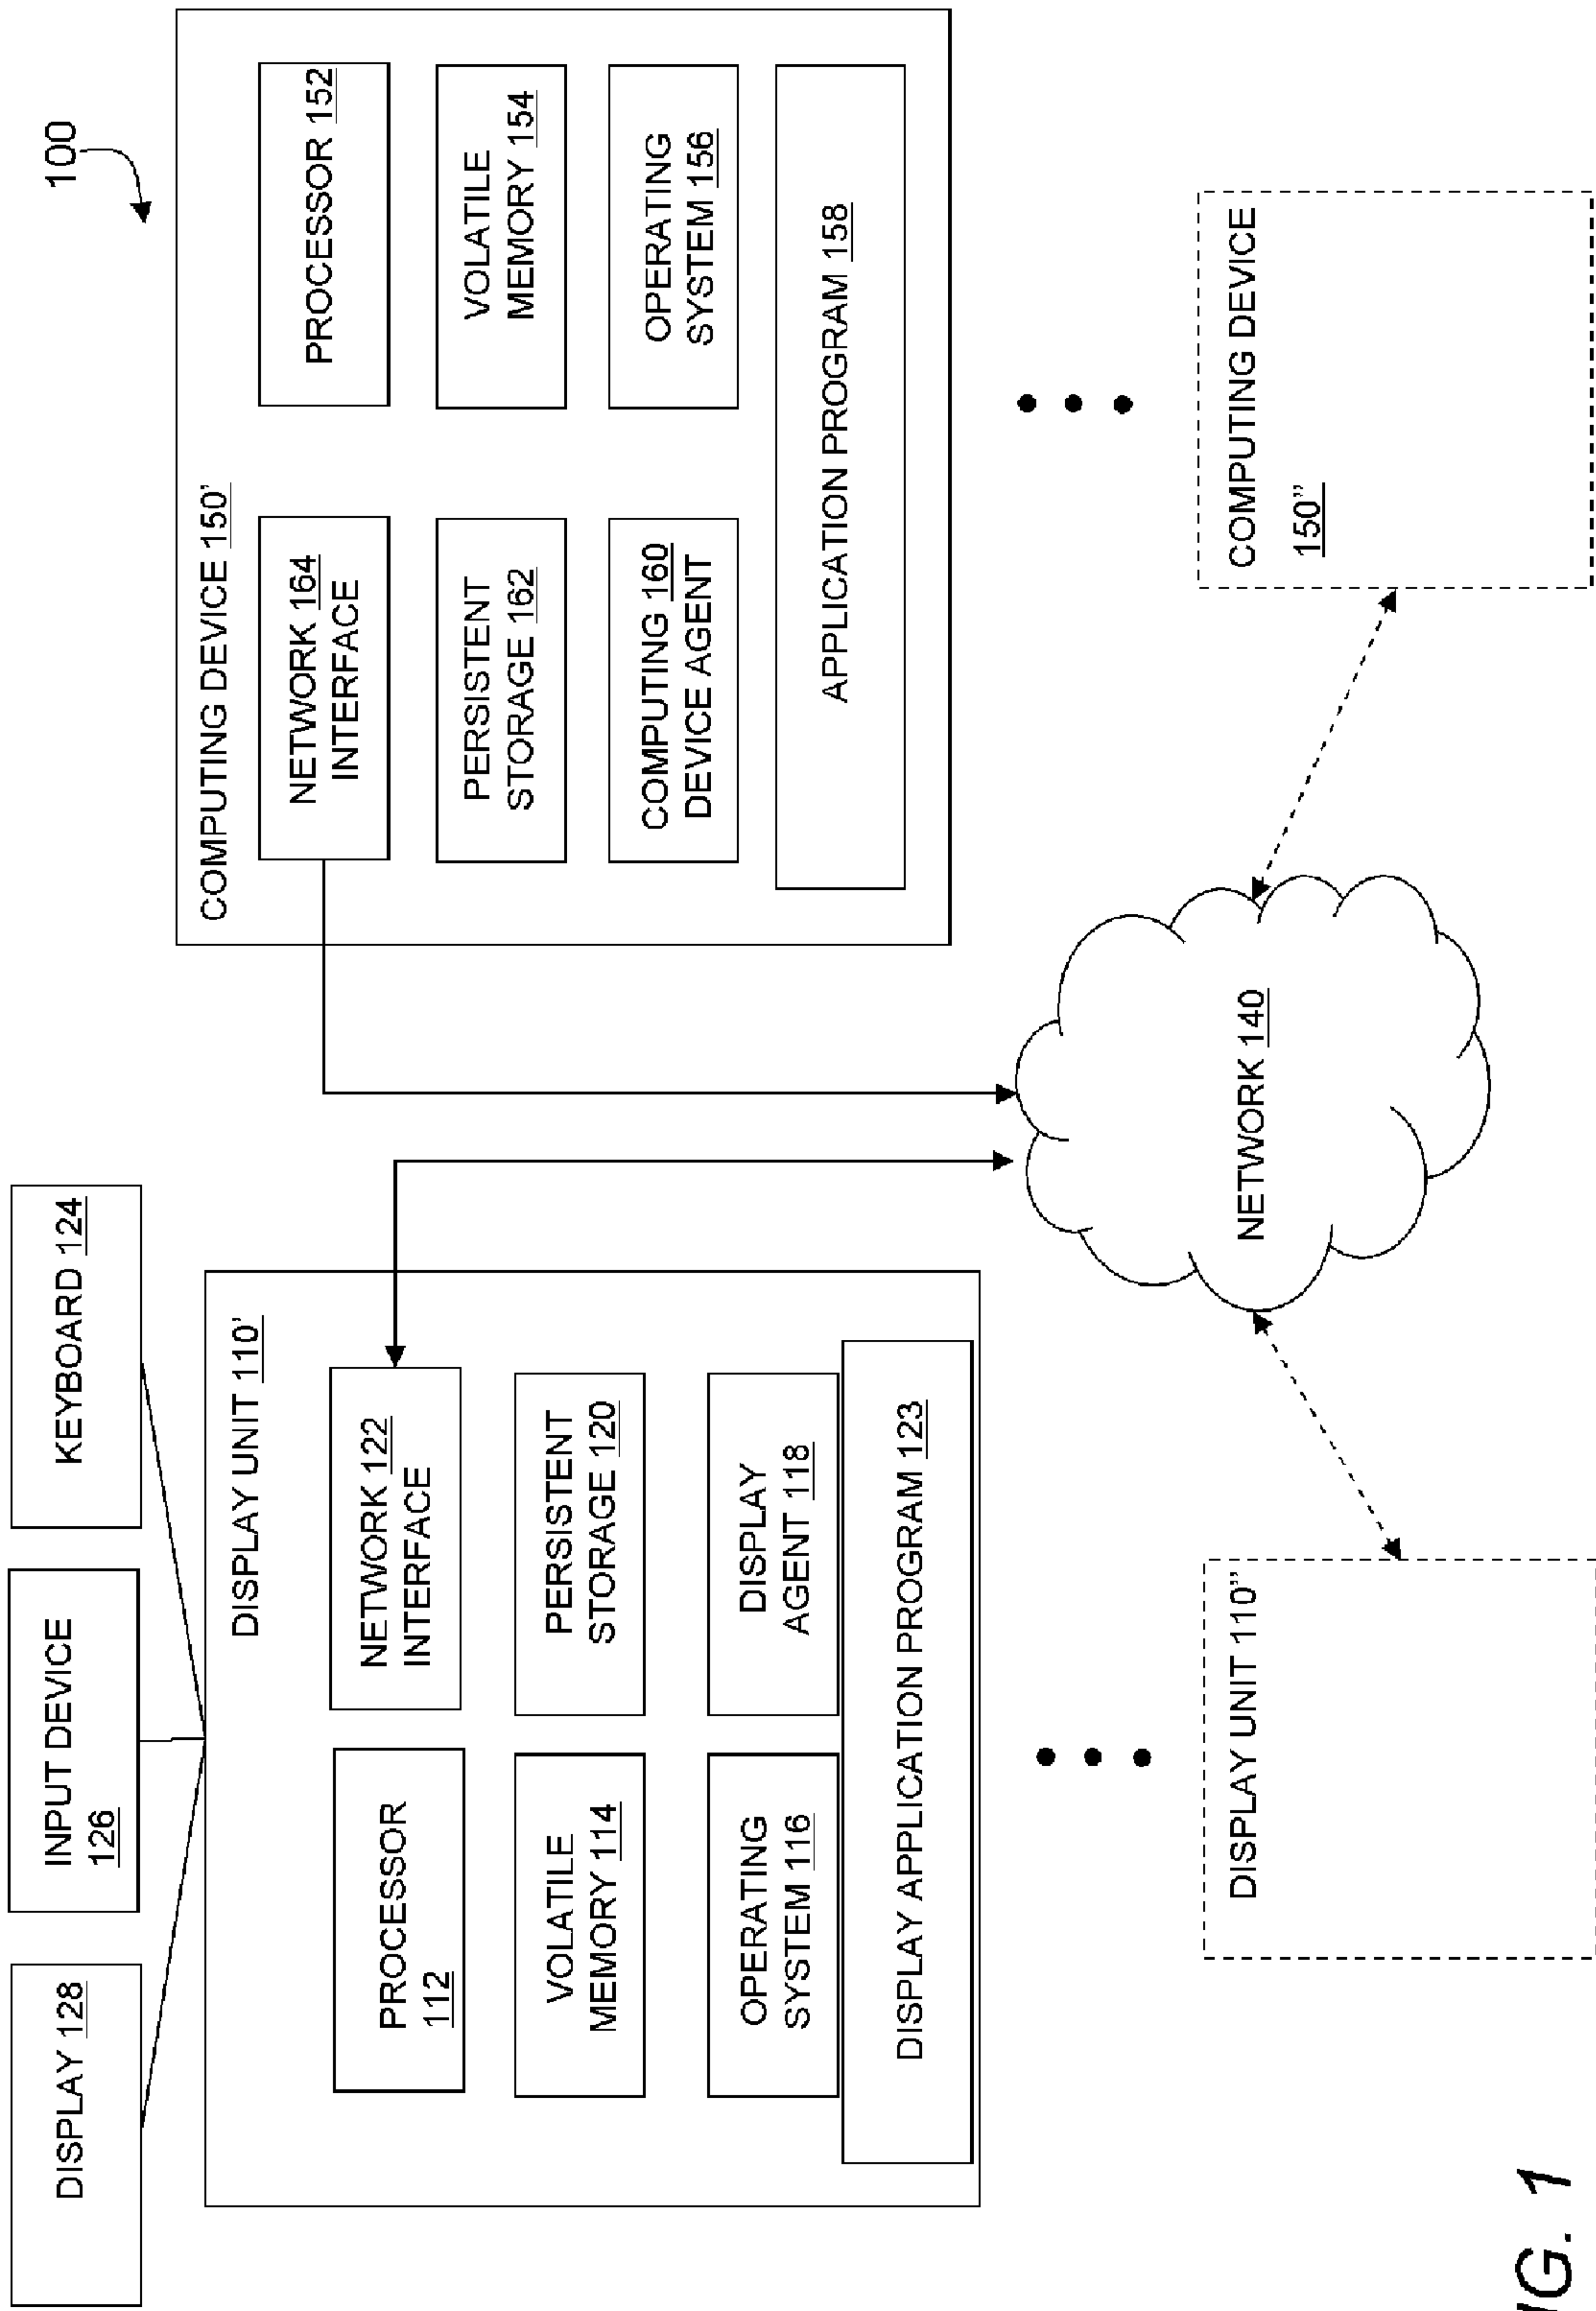 100
DISPLAY 128
INPUT DEVICE
126
KEYBOARD 124
DISPLAY UNIT 110'
PROCESSOR
112
NETWORK 122
INTERFACE
VOLATILE
MEMORY 114
PERSISTENT
STORAGE 120
OPERATING
SYSTEM 116
DISPLAY
AGENT 118
DISPLAY APPLICATION PROGRAM 123
COMPUTING DEVICE 150'
NETWORK 164
INTERFACE
PROCESSOR 152
PERSISTENT
STORAGE 162
VOLATILE
MEMORY 154
COMPUTING 160
DEVICE AGENT
OPERATING
SYSTEM 156
APPLICATION PROGRAM 158
DISPLAY UNIT 110"
NETWORK 140
COMPUTING DEVICE
150"
IG. 1